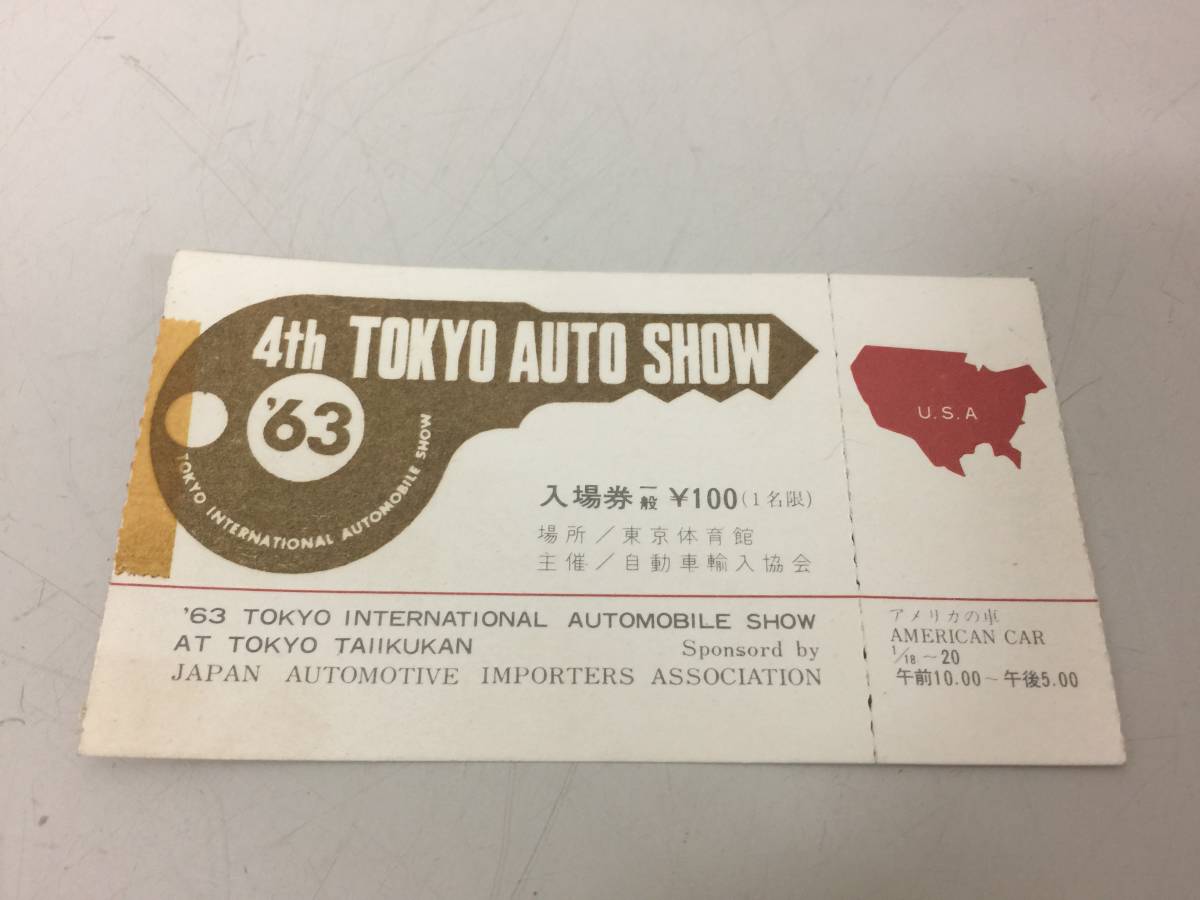 4th TOKYO AUTO SHOW
'63
TOKYO INTERNATIONAL AUTOMOBILE SHOW
入場券 一般 ¥100(1名限)
場所/東京体育館
主催/自動車輸入協会
'63 TOKYO INTERNATIONAL AUTOMOBILE SHOW
AT TOKYO TAIIKUKAN Sponsord by
JAPAN AUTOMOTIVE IMPORTERS ASSOCIATION
U.S.A
アメリカの車
AMERICAN CAR
1/18~20
午前10.00~午後5.00